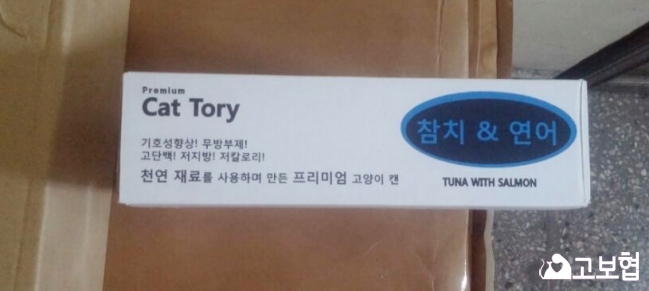 Premium
Cat Tory
기호성향상! 무방부제!
고단백! 저지방! 저칼로리!
천연 재료를 사용하며 만든 프리미엄 고양이 캔
참치 & 연어
TUNA WITH SALMON
고보협